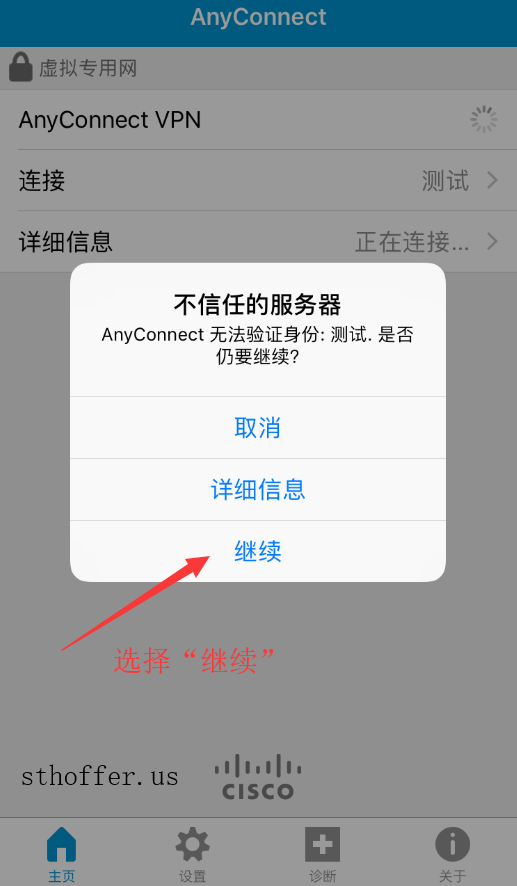 AnyConnect
虚拟专用网
AnyConnect VPN
连接 测试
详细信息 正在连接...
不信任的服务器
AnyConnect 无法验证身份: 测试. 是否
仍要继续?
取消
详细信息
继续
选择“继续”
sthoffer.us
CISCO
主页 设置 诊断 关于